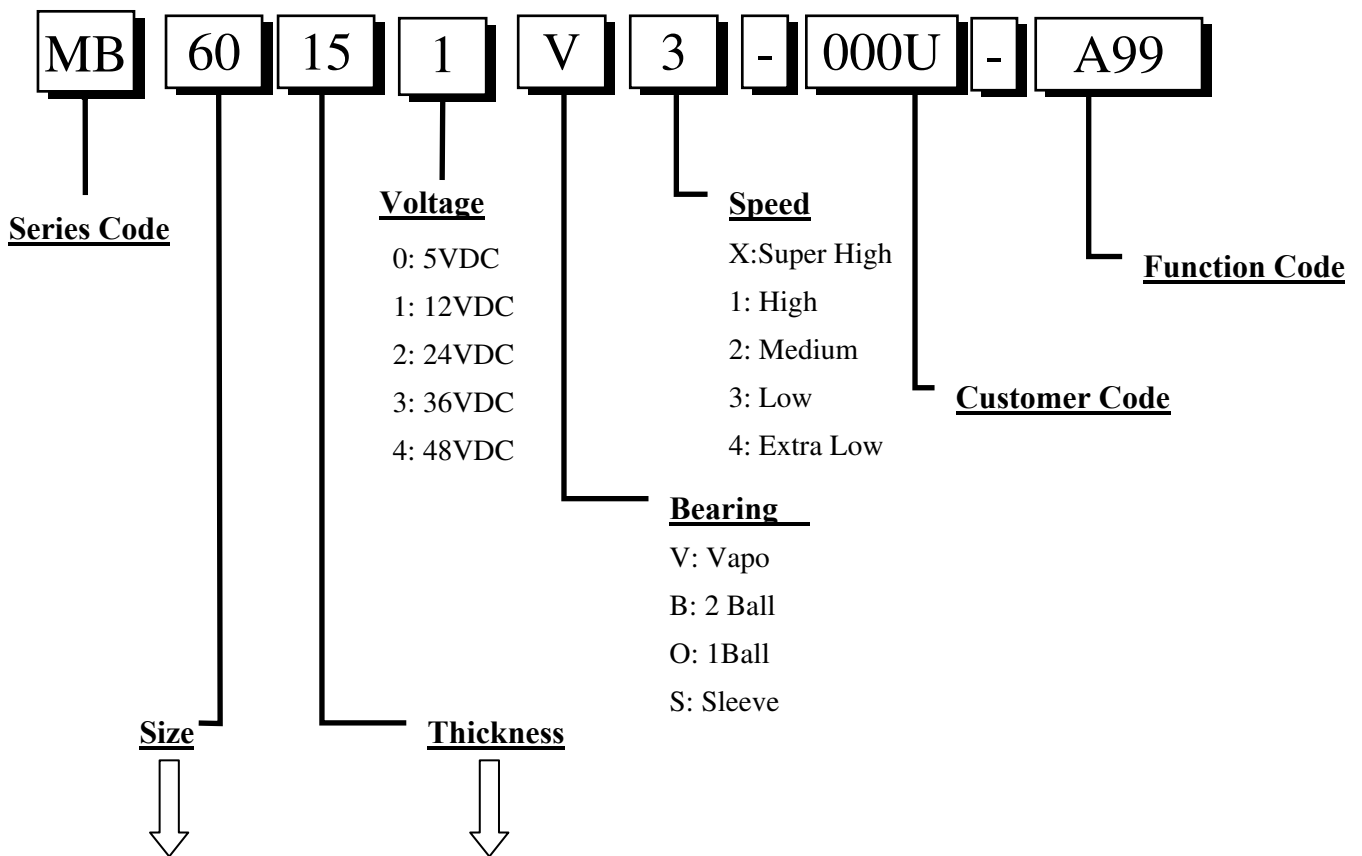 MB 60 15 1 V 3 - 000U - A99
Series Code
Voltage
0: 5VDC
1: 12VDC
2: 24VDC
3: 36VDC
4: 48VDC
Speed
X:Super High
1: High
2: Medium
3: Low
4: Extra Low
Function Code
Customer Code
Bearing
V: Vapo
B: 2 Ball
O: 1Ball
S: Sleeve
Size
Thickness